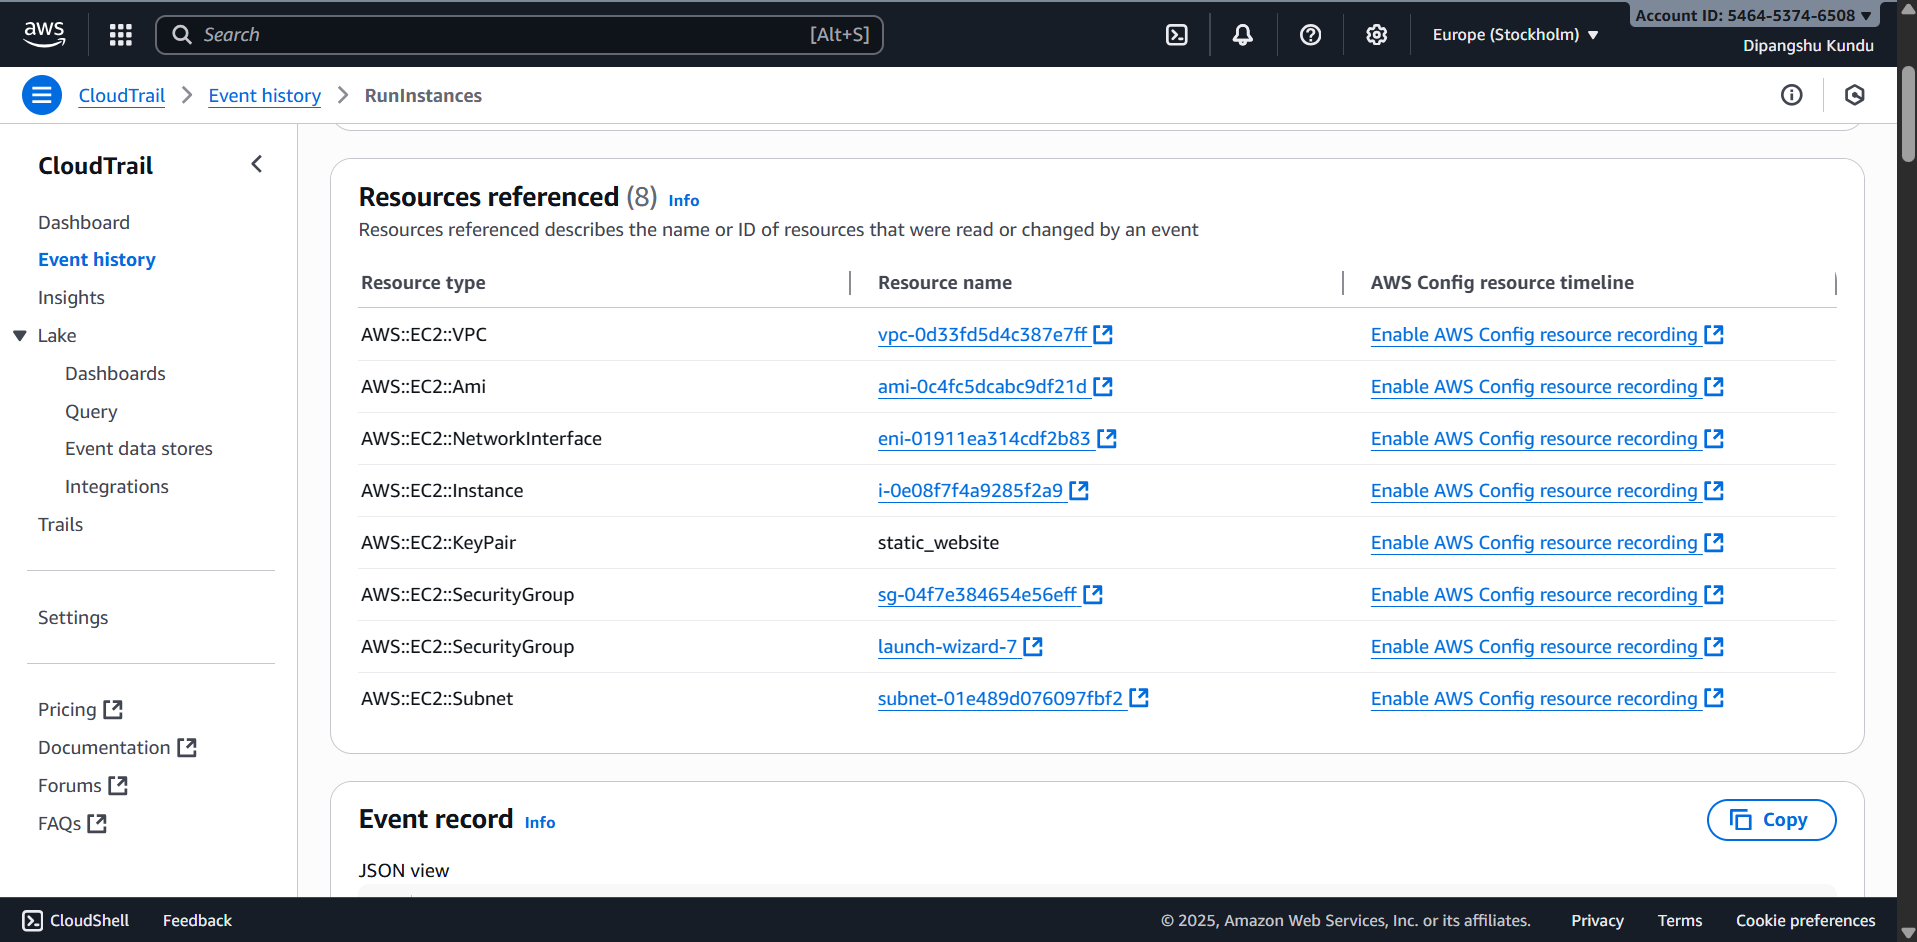 aws
Search [Alt+S]
Europe (Stockholm)
Account ID: 5464-5374-6508
Dipangshu Kundu
CloudTrail
Event history
RunInstances
CloudTrail
Dashboard
Event history
Insights
Lake
Dashboards
Query
Event data stores
Integrations
Trails
Settings
Pricing
Documentation
Forums
FAQs
Resources referenced (8) Info
Resources referenced describes the name or ID of resources that were read or changed by an event
Resource type Resource name AWS Config resource timeline
AWS::EC2::VPC vpc-0d33fd5d4c387e7ff Enable AWS Config resource recording
AWS::EC2::Ami ami-0c4fc5dcabc9df21d Enable AWS Config resource recording
AWS::EC2::NetworkInterface eni-01911ea314cdf2b83 Enable AWS Config resource recording
AWS::EC2::Instance i-0e08f7f4a9285f2a9 Enable AWS Config resource recording
AWS::EC2::KeyPair static_website Enable AWS Config resource recording
AWS::EC2::SecurityGroup sg-04f7e384654e56eff Enable AWS Config resource recording
AWS::EC2::SecurityGroup launch-wizard-7 Enable AWS Config resource recording
AWS::EC2::Subnet subnet-01e489d076097fbf2 Enable AWS Config resource recording
Event record Info
Copy
JSON view
CloudShell Feedback © 2025, Amazon Web Services, Inc. or its affiliates. Privacy Terms Cookie preferences